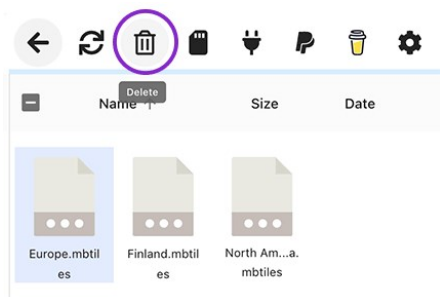 Delete
Name ↑
Size
Date
Europe.mbtil
es
Finland.mbtil
es
North Am...a.
mbtiles